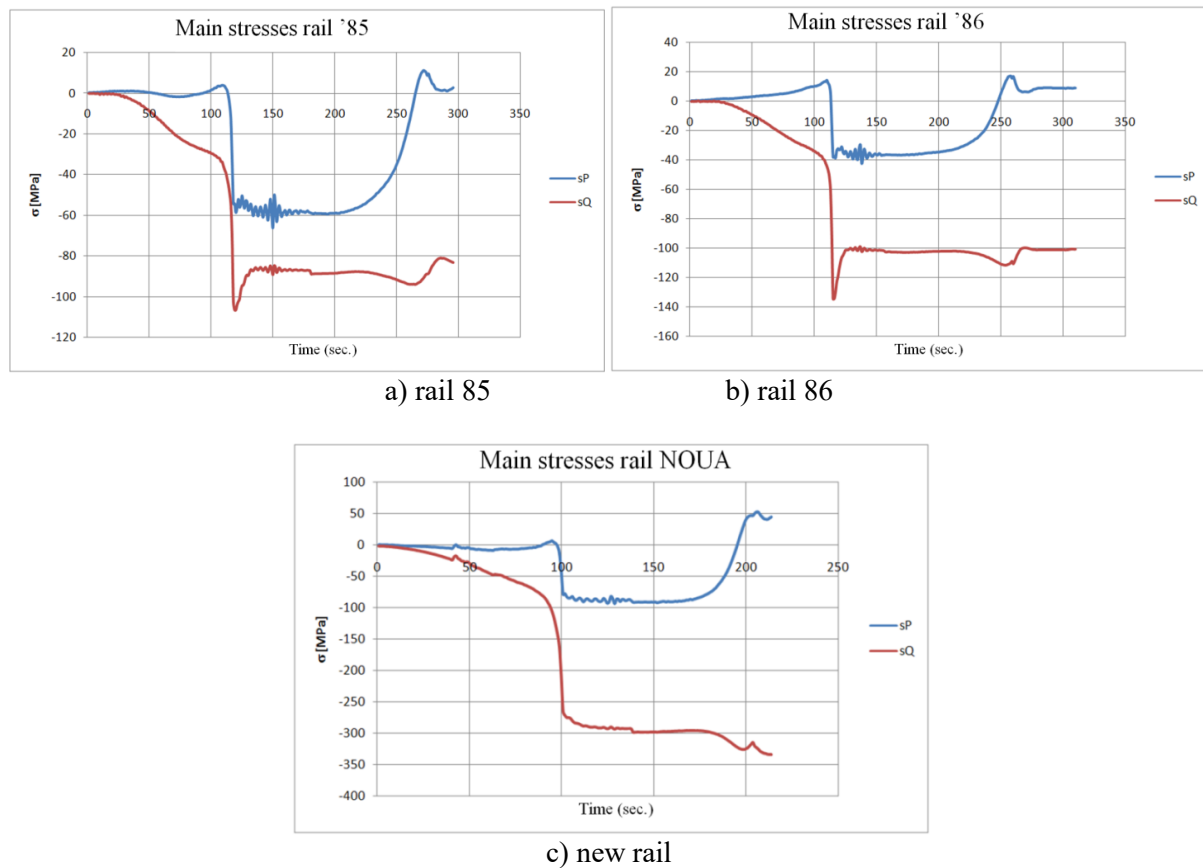 Main stresses rail `85
20
0
-20
-40
-60
-80
-100
-120
0 50 100 150 200 250 300 350
σ [MPa]
Time (sec.)
sP
sQ
Main stresses rail `86
40
20
0
-20
-40
-60
-80
-100
-120
-140
-160
0 50 100 150 200 250 300 350
σ [MPa]
Time (sec.)
sP
sQ
a) rail 85
b) rail 86
Main stresses rail NOUA
100
50
0
-50
-100
-150
-200
-250
-300
-350
-400
0 50 100 150 200 250
σ [MPa]
Time (sec.)
sP
sQ
c) new rail